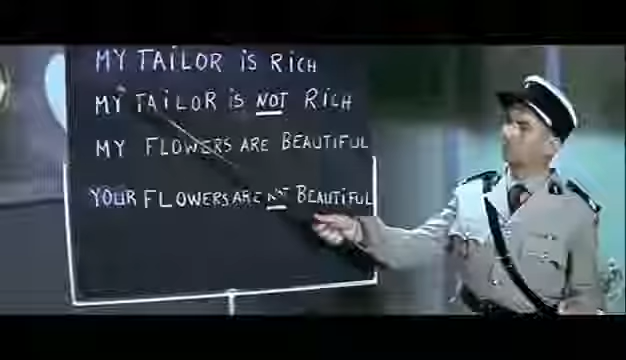 MY TAILOR IS RICH
MY TAILOR IS NOT RICH
MY FLOWERS ARE BEAUTIFUL
YOUR FLOWERS ARE NOT BEAUTIFUL